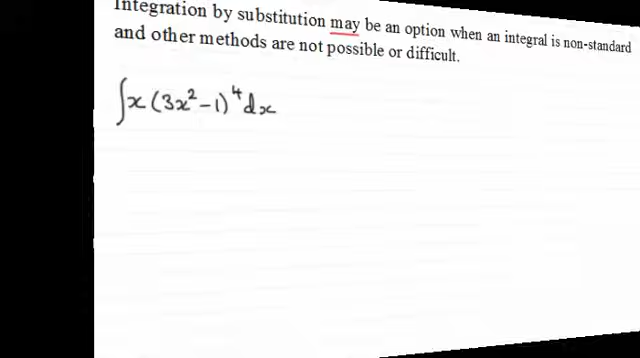 Integration by substitution may be an option when an integral is non-standard
and other methods are not possible or difficult.
∫x(3x²-1)⁴dx